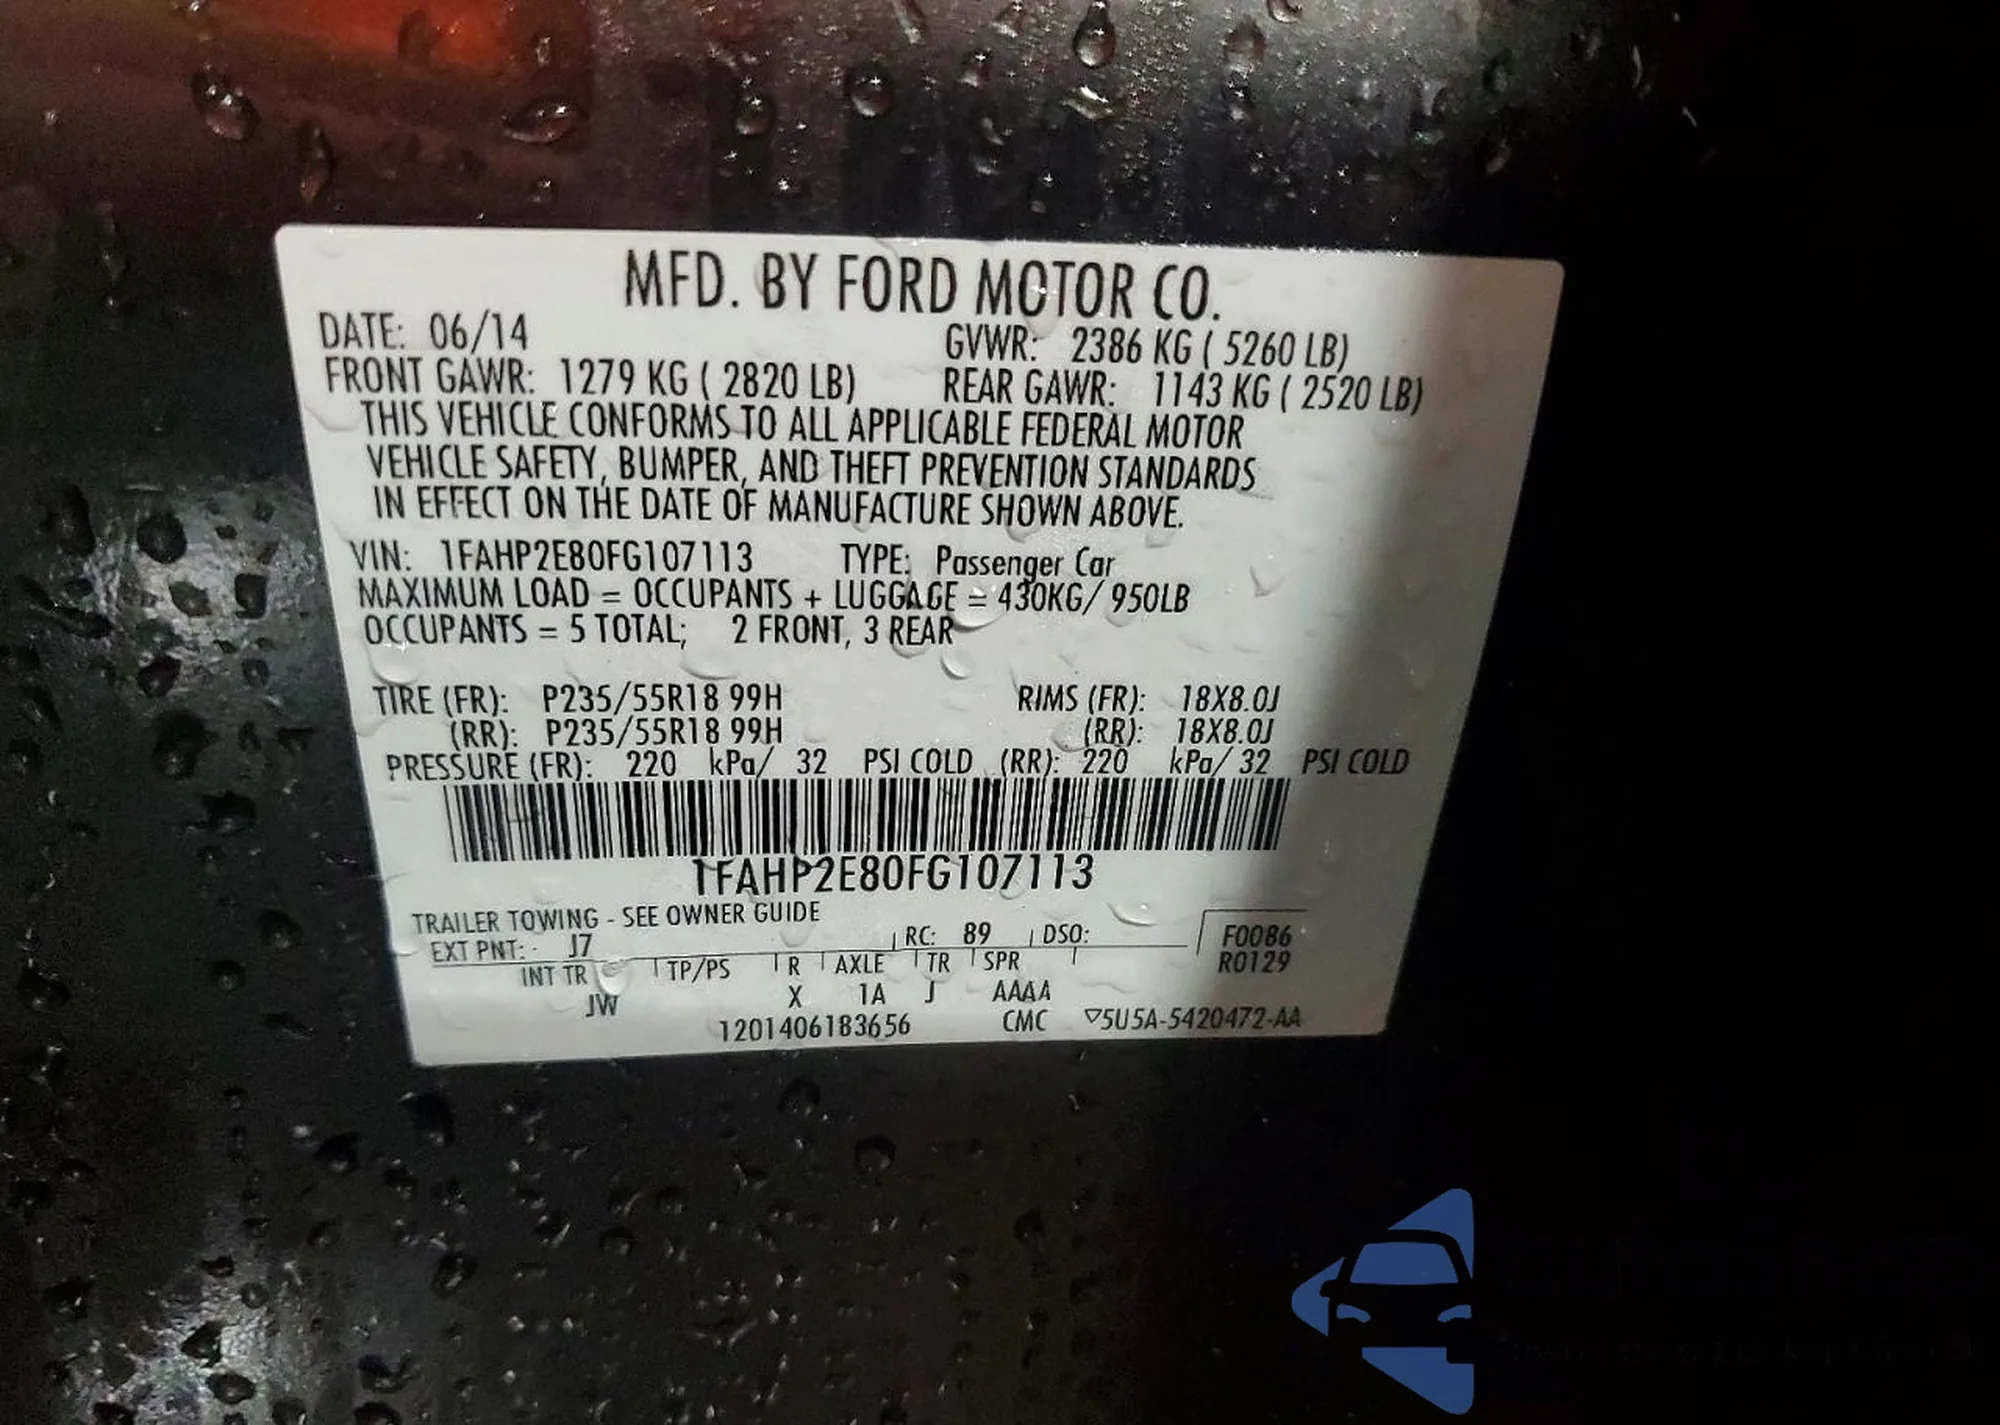 MFD. BY FORD MOTOR CO.
DATE: 06/14 GVWR: 2386 KG ( 5260 LB)
FRONT GAWR: 1279 KG ( 2820 LB) REAR GAWR: 1143 KG ( 2520 LB)
THIS VEHICLE CONFORMS TO ALL APPLICABLE FEDERAL MOTOR
VEHICLE SAFETY, BUMPER, AND THEFT PREVENTION STANDARDS
IN EFFECT ON THE DATE OF MANUFACTURE SHOWN ABOVE.
VIN: 1FAHP2E80FG107113 TYPE: Passenger Car
MAXIMUM LOAD = OCCUPANTS + LUGGAGE = 430KG/ 950LB
OCCUPANTS = 5 TOTAL; 2 FRONT, 3 REAR
TIRE (FR): P235/55R18 99H RIMS (FR): 18X8.0J
(RR): P235/55R18 99H (RR): 18X8.0J
PRESSURE (FR): 220 kPa/ 32 PSI COLD (RR): 220 kPa/ 32 PSI COLD
1FAHP2E80FG107113
TRAILER TOWING - SEE OWNER GUIDE
EXT PNT: J7 RC: 89 DSO: F0086
INT TR TP/PS R AXLE TR SPR R0129
JW X 1A J AAAA
1201406183656 CMC ▽5U5A-5420472-AA